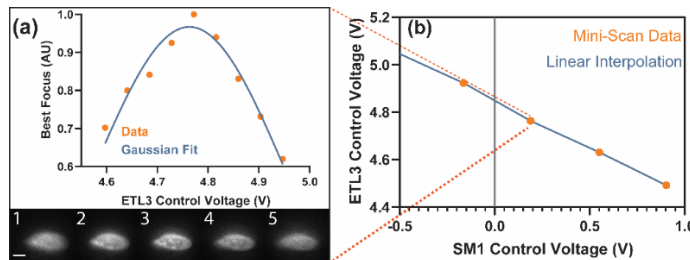 (a)
Best Focus (AU)
1.0
0.9
0.8
0.7
0.6
Data
Gaussian Fit
4.6
4.7
4.8
4.9
5.0
ETL3 Control Voltage (V)
1
2
3
4
5
(b)
ETL3 Control Voltage (V)
5.2
5.0
4.8
4.6
4.4
Mini-Scan Data
Linear Interpolation
-0.5
0.0
0.5
1.0
SM1 Control Voltage (V)